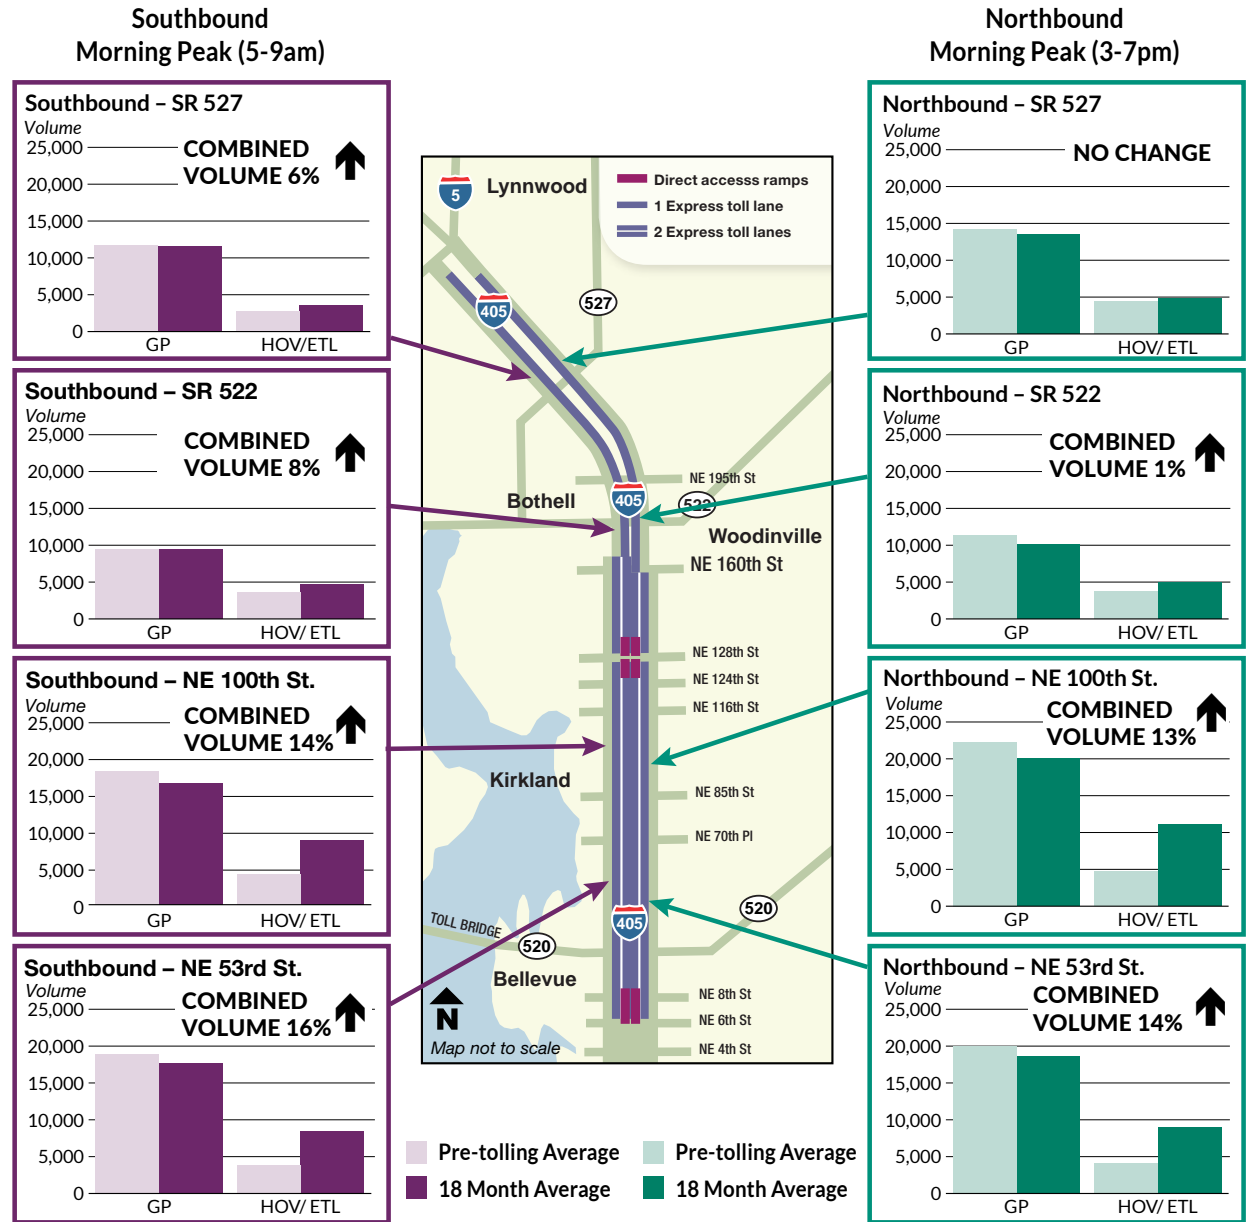 Southbound
Morning Peak (5-9am)
Northbound
Morning Peak (3-7pm)
Southbound – SR 527
Volume
25,000
20,000
15,000
10,000
5,000
0
COMBINED
VOLUME 6%
GP
HOV/ETL
Southbound – SR 522
Volume
25,000
20,000
15,000
10,000
5,000
0
COMBINED
VOLUME 8%
GP
HOV/ ETL
Southbound – NE 100th St.
Volume
25,000
20,000
15,000
10,000
5,000
0
COMBINED
VOLUME 14%
GP
HOV/ ETL
Southbound – NE 53rd St.
Volume
25,000
20,000
15,000
10,000
5,000
0
COMBINED
VOLUME 16%
GP
HOV/ ETL
5
Lynnwood
Direct accesss ramps
1 Express toll lane
2 Express toll lanes
405
527
NE 195th St
Bothell
405
522
Woodinville
NE 160th St
NE 128th St
NE 124th St
NE 116th St
Kirkland
NE 85th St
NE 70th Pl
TOLL BRIDGE
520
405
520
Bellevue
NE 8th St
N
NE 6th St
Map not to scale
NE 4th St
Pre-tolling Average
18 Month Average
Pre-tolling Average
18 Month Average
Northbound – SR 527
Volume
25,000
20,000
15,000
10,000
5,000
0
NO CHANGE
GP
HOV/ ETL
Northbound – SR 522
Volume
25,000
20,000
15,000
10,000
5,000
0
COMBINED
VOLUME 1%
GP
HOV/ ETL
Northbound – NE 100th St.
Volume
25,000
20,000
15,000
10,000
5,000
0
COMBINED
VOLUME 13%
GP
HOV/ ETL
Northbound – NE 53rd St.
Volume
25,000
20,000
15,000
10,000
5,000
0
COMBINED
VOLUME 14%
GP
HOV/ ETL